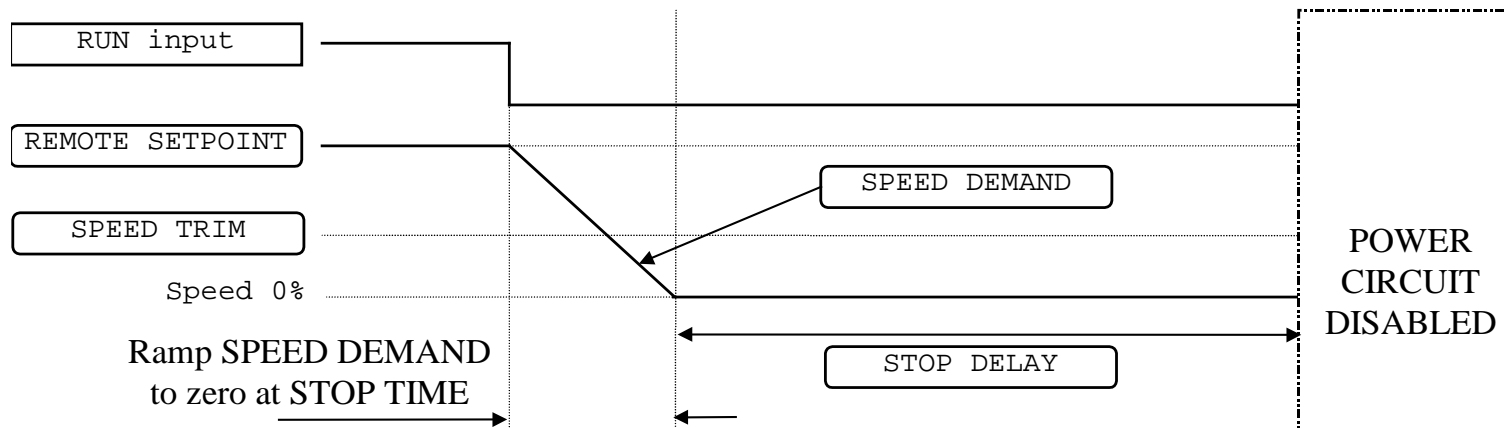 RUN input
REMOTE SETPOINT
SPEED DEMAND
SPEED TRIM
Speed 0%
POWER
CIRCUIT
DISABLED
Ramp SPEED DEMAND
to zero at STOP TIME
STOP DELAY